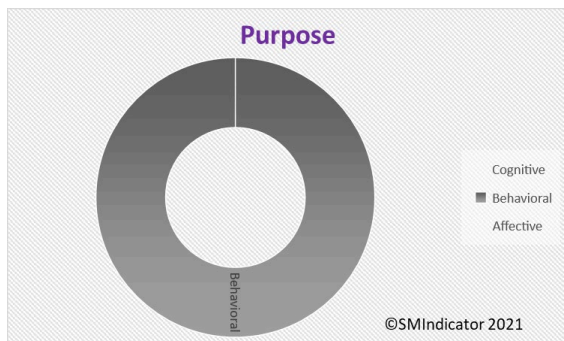 Purpose
Cognitive
Behavioral
Affective
Behavioral
©SMIndicator 2021